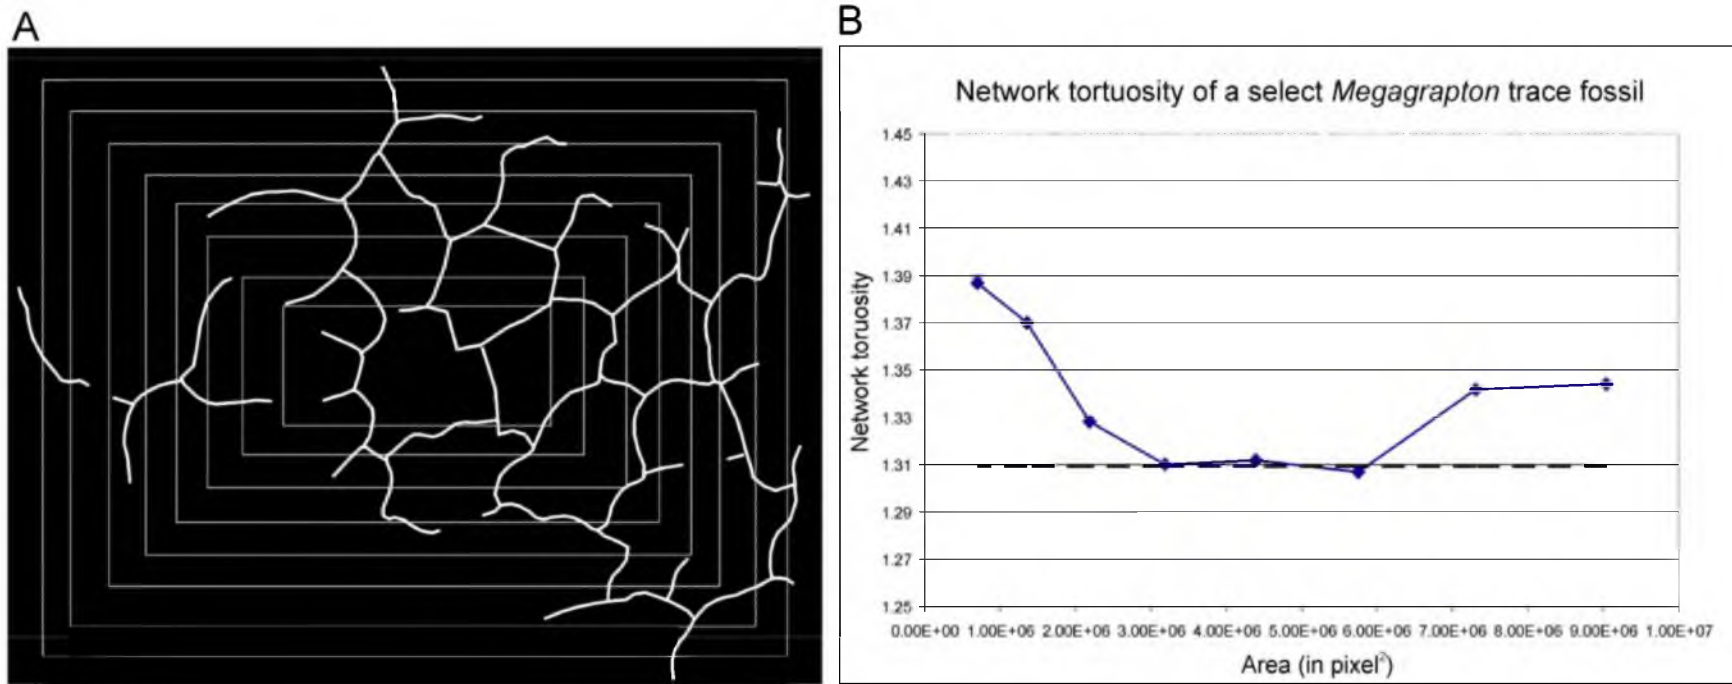 A
B
Network tortuosity of a select Megagrapton trace fossil
1.45
1.43
1.41
1.39
1.37
1.35
1.33
1.31
1.29
1.27
1.25
Network toruosity
0.00E+00 1.00E+06 2.00E+06 3.00E+06 4.00E+06 5.00E+06 6.00E+06 7.00E+06 8.00E+06 9.00E+06 1.00E+07
Area (in pixel²)